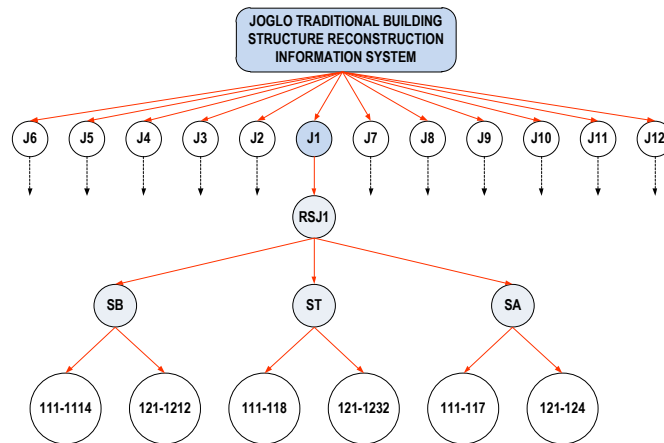 JOGLO TRADITIONAL BUILDING
STRUCTURE RECONSTRUCTION
INFORMATION SYSTEM
J6 J5 J4 J3 J2 J1 J7 J8 J9 J10 J11 J12
RSJ1
SB ST SA
111-1114 121-1212 111-118 121-1232 111-117 121-124